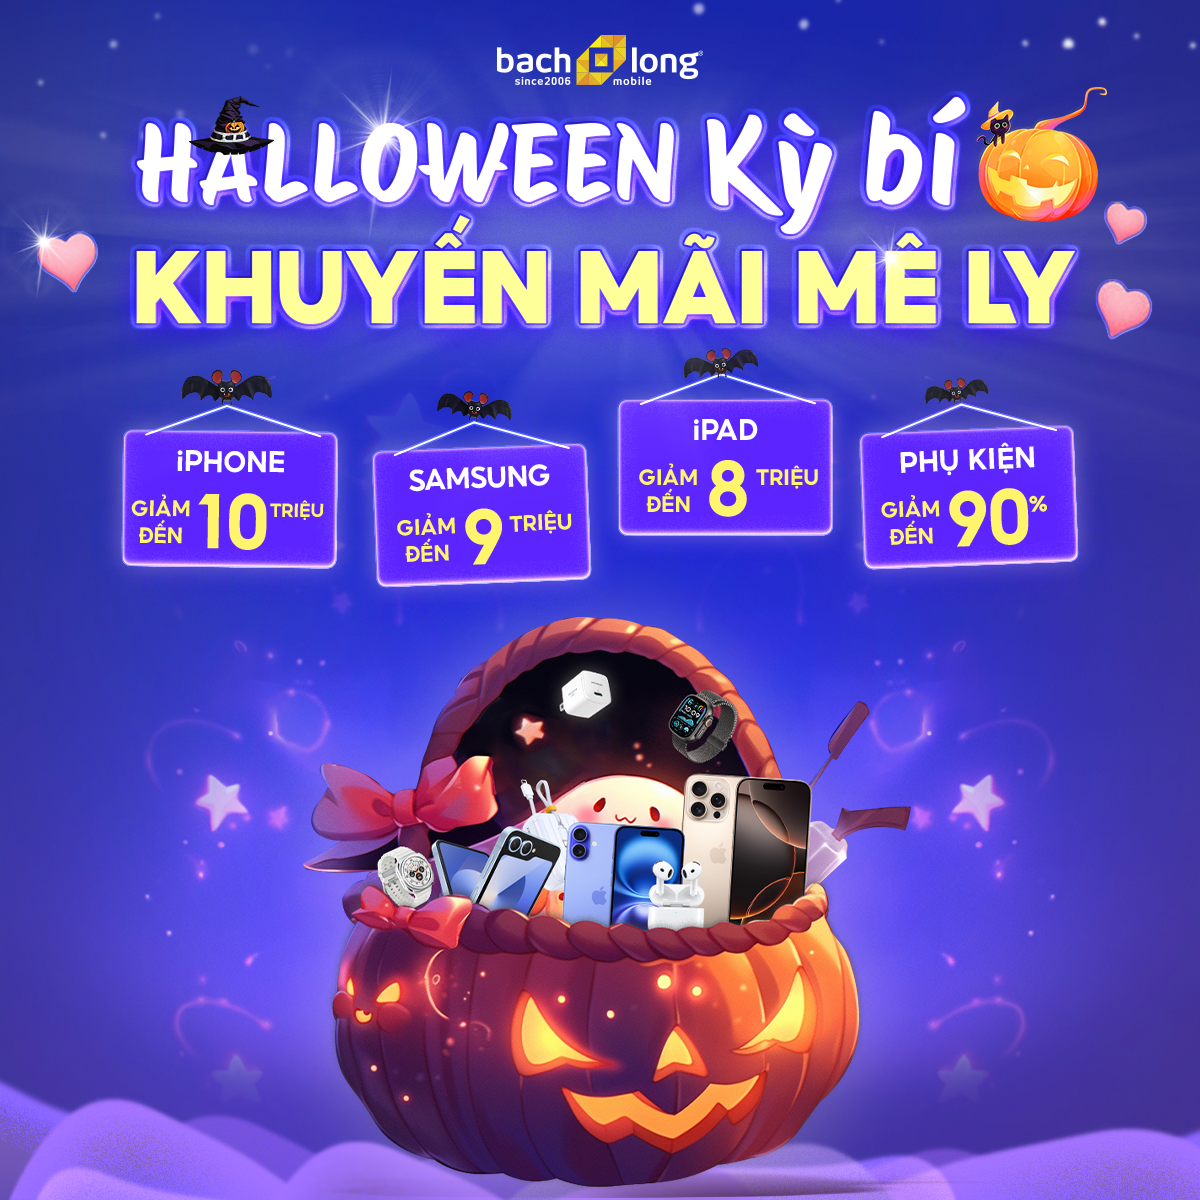 bach long
since2006 mobile
HALLOWEEN Kỳ bí
KHUYẾN MÃI MÊ LY
iPHONE
GIẢM ĐẾN 10 TRIỆU
SAMSUNG
GIẢM ĐẾN 9 TRIỆU
iPAD
GIẢM ĐẾN 8 TRIỆU
PHỤ KIỆN
GIẢM ĐẾN 90%